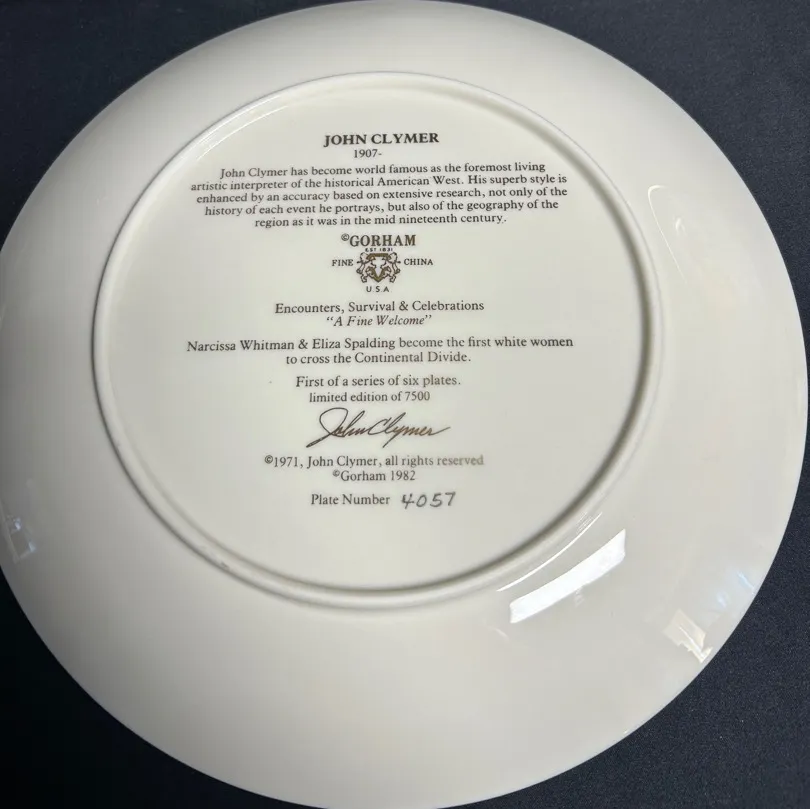 JOHN CLYMER
1907-
John Clymer has become world famous as the foremost living
artistic interpreter of the historical American West. His superb style is
enhanced by an accuracy based on extensive research, not only of the
history of each event he portrays, but also of the geography of the
region as it was in the mid nineteenth century.
©GORHAM
EST 1831
FINE CHINA
U.S.A
Encounters, Survival & Celebrations
"A Fine Welcome"
Narcissa Whitman & Eliza Spalding become the first white women
to cross the Continental Divide.
First of a series of six plates.
limited edition of 7500
John Clymer
©1971, John Clymer, all rights reserved
©Gorham 1982
Plate Number 4057